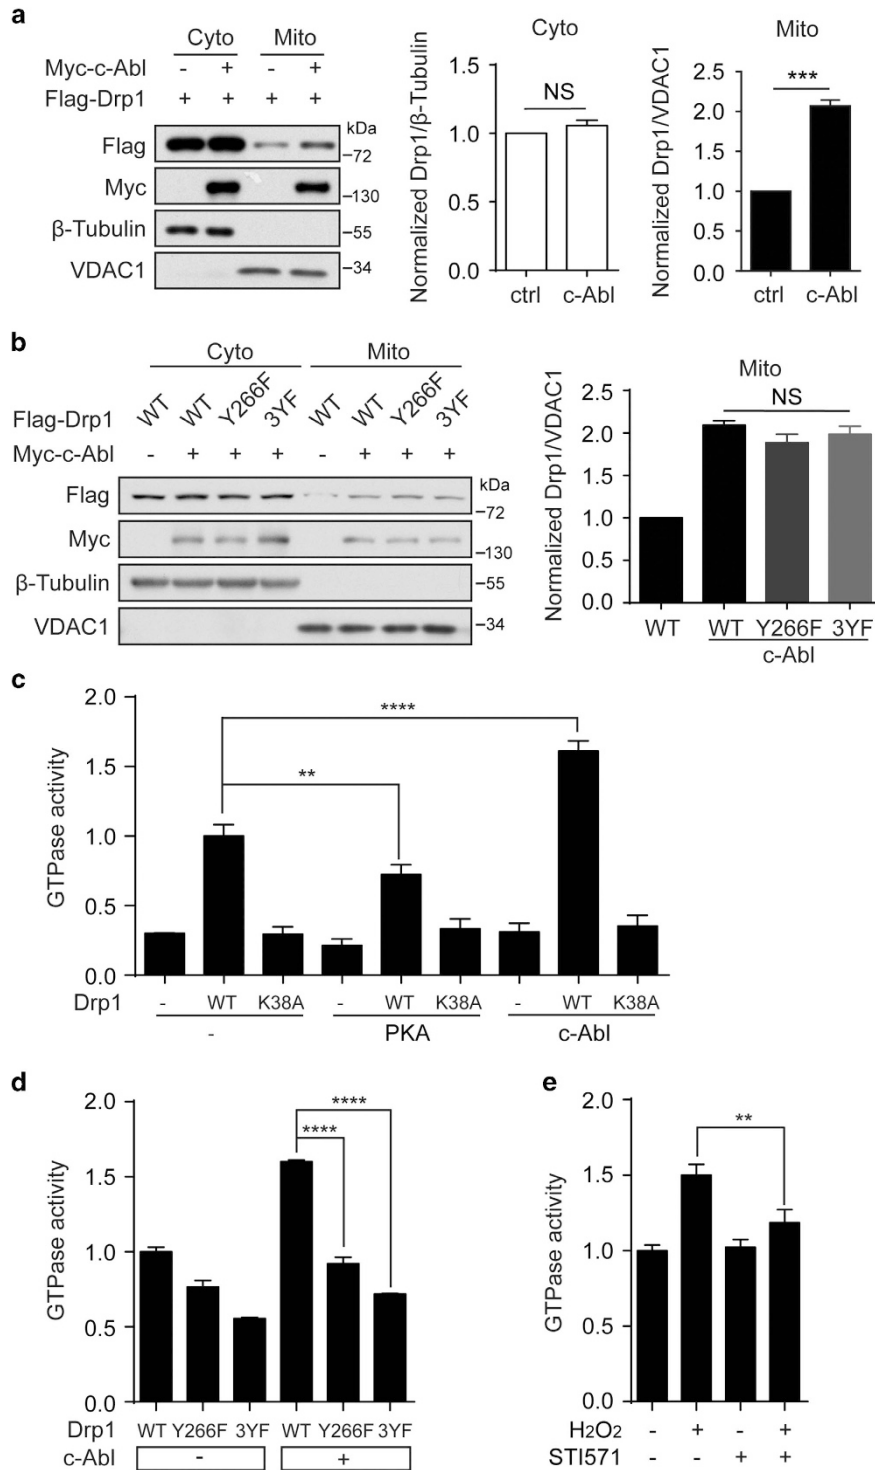 a
Cyto Mito
Myc-c-Abl - + - +
Flag-Drp1 + + + +
kDa
Flag
–72
Myc
–130
β-Tubulin –55
VDAC1 –34
Cyto
Normalized Drp1/β-Tubulin
1.5
1.0
0.5
0.0
NS
ctrl c-Abl
Mito
Normalized Drp1/VDAC1
2.5
2.0
1.5
1.0
0.5
0.0
***
ctrl c-Abl
b
Cyto Mito
Flag-Drp1 WT WT Y266F 3YF WT WT Y266F 3YF
Myc-c-Abl - + + + - + + +
kDa
Flag
–72
Myc
–130
β-Tubulin –55
VDAC1 –34
Mito
Normalized Drp1/VDAC1
2.5
2.0
1.5
1.0
0.5
0.0
NS
WT WT Y266F 3YF
c-Abl
c
GTPase activity
2.0
1.5
1.0
0.5
0.0
****
**
Drp1 - WT K38A - WT K38A - WT K38A
- PKA c-Abl
d
GTPase activity
2.0
1.5
1.0
0.5
0.0
****
****
Drp1 WT Y266F 3YF WT Y266F 3YF
c-Abl - +
e
GTPase activity
2.0
1.5
1.0
0.5
0.0
**
H₂O₂ - + - +
STI571 - - + +